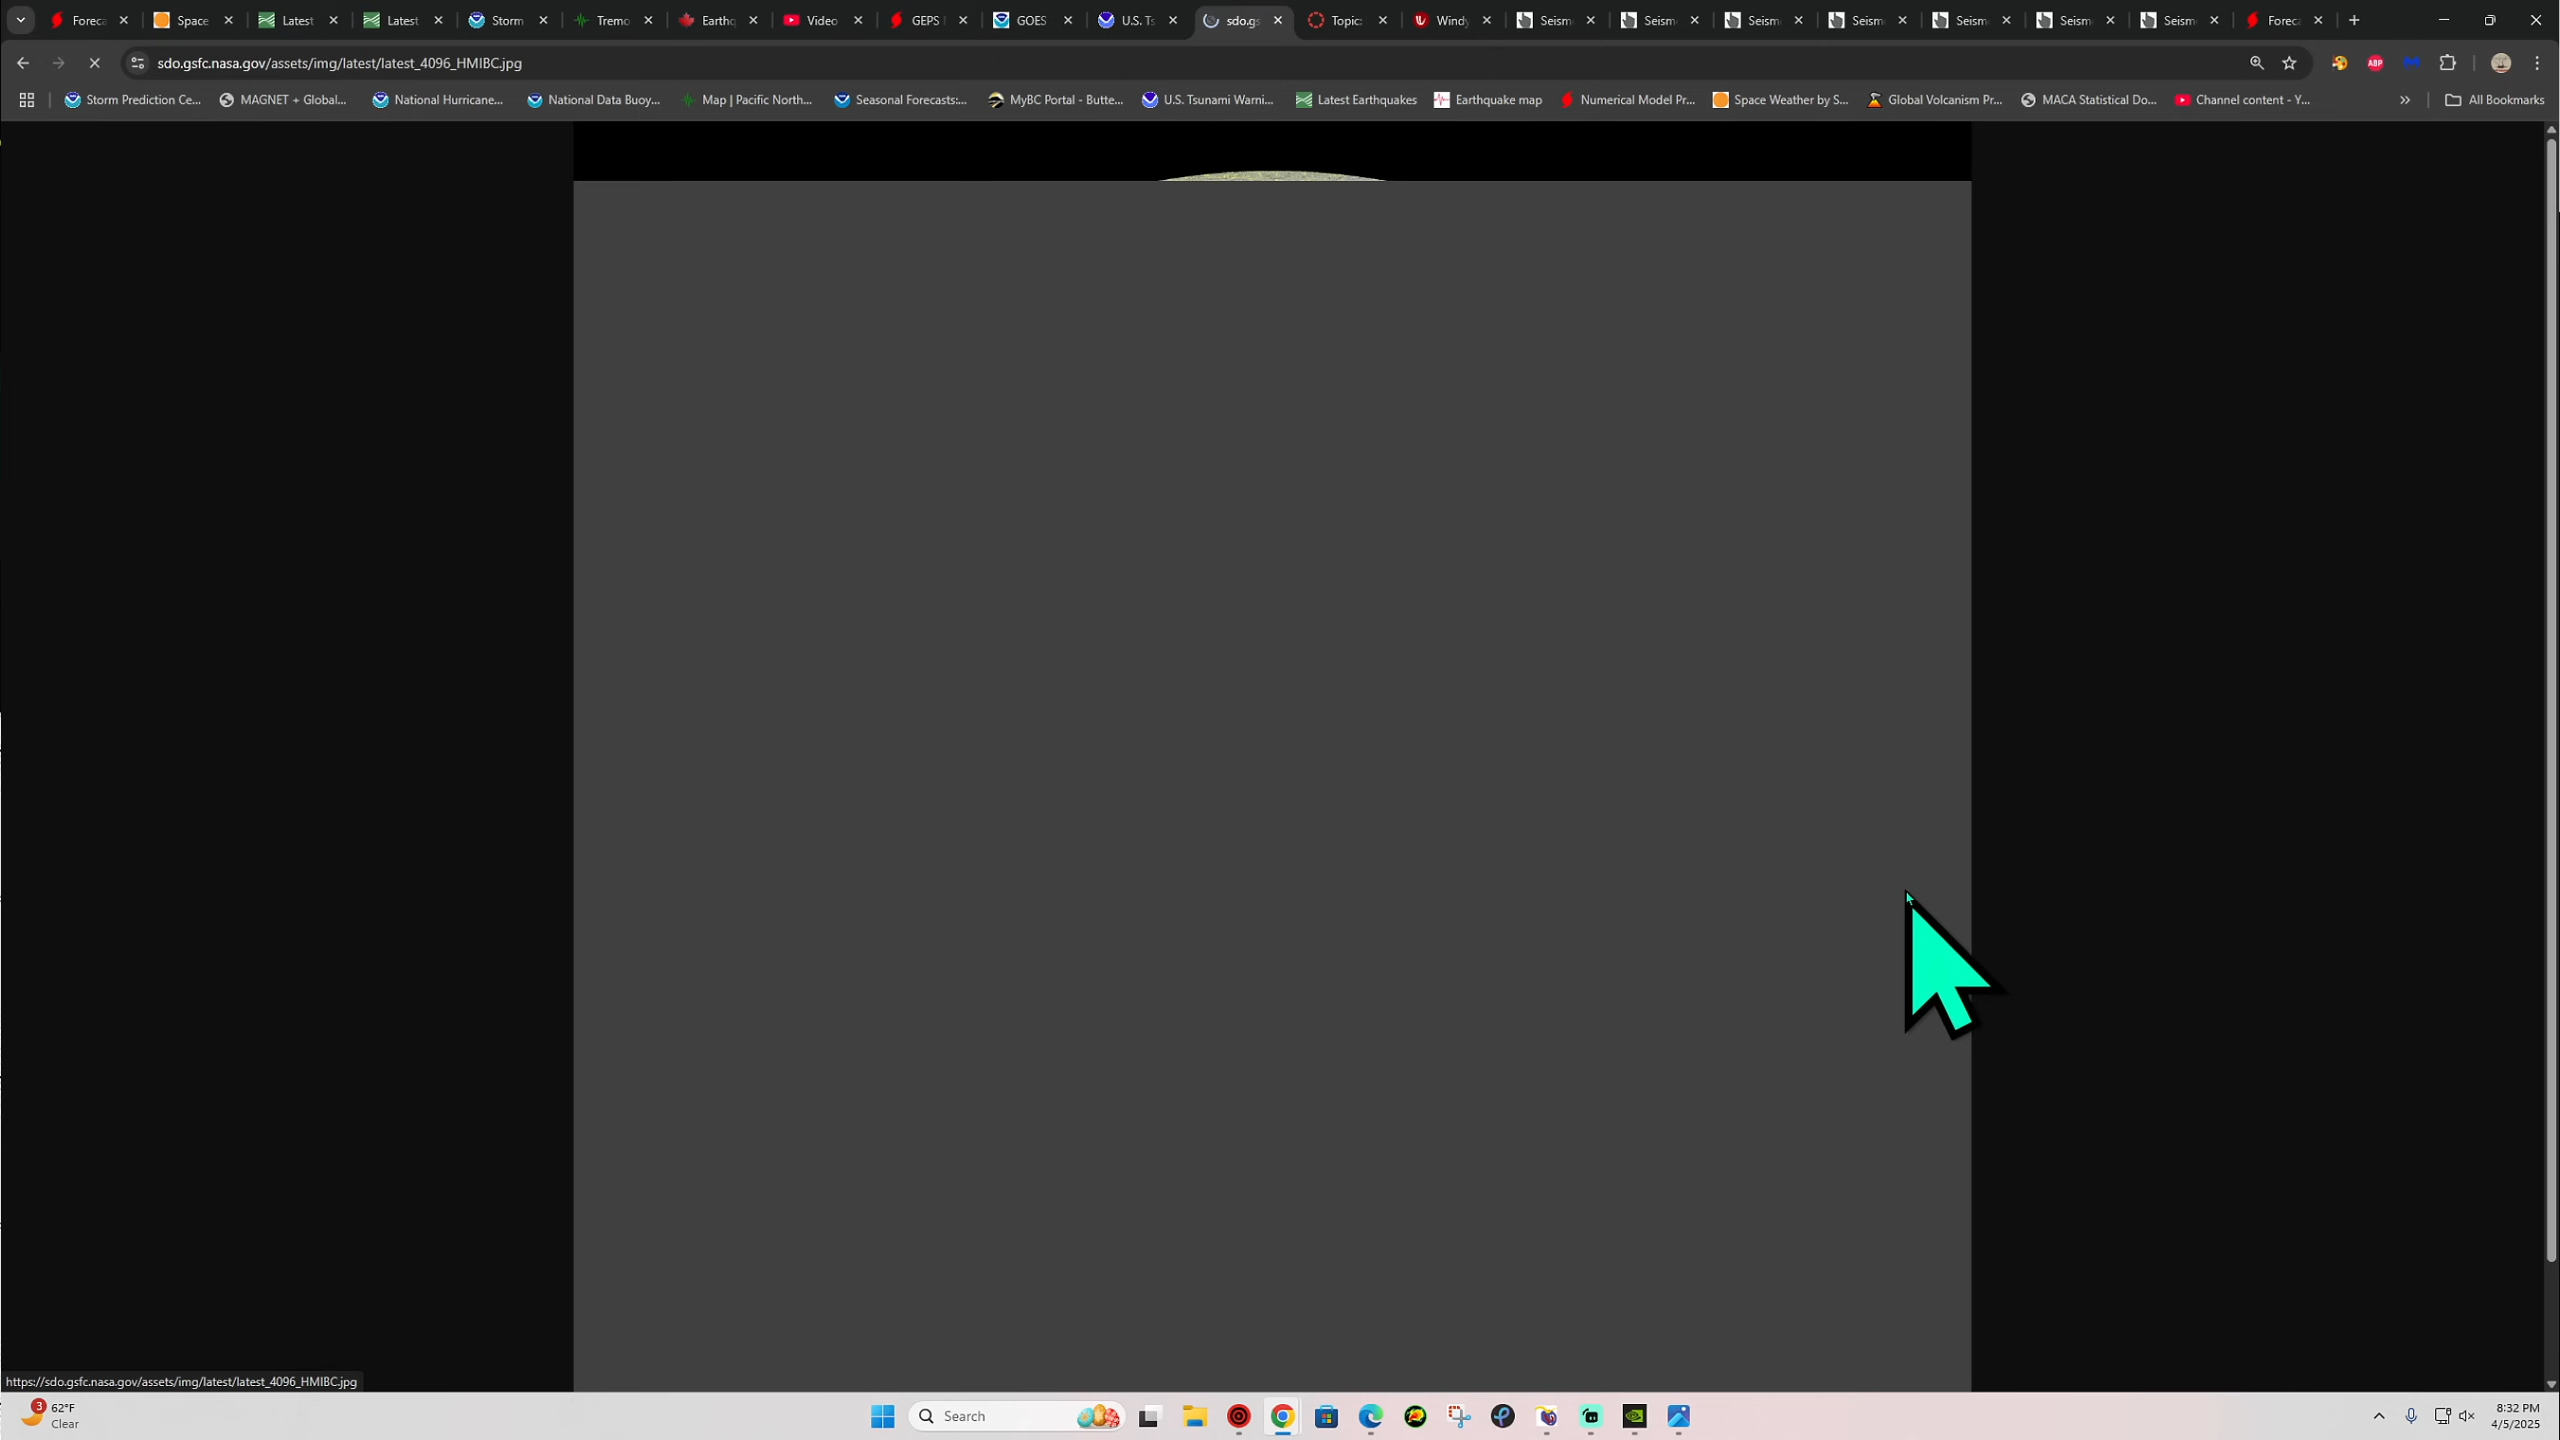 Foreca
Space
Latest
Latest
Storm
Tremo
Earthq
Video
GEPS
GOES
U.S. Ts
sdo.gs
Topic:
Windy
Seism
Seism
Seism
Seism
Seism
Seism
Seism
Foreca
sdo.gsfc.nasa.gov/assets/img/latest/latest_4096_HMIBC.jpg
ABP
Storm Prediction Ce...
MAGNET + Global...
National Hurricane...
National Data Buoy...
Map | Pacific North...
Seasonal Forecasts:...
MyBC Portal - Butte...
U.S. Tsunami Warni...
Latest Earthquakes
Earthquake map
Numerical Model Pr...
Space Weather by S...
Global Volcanism Pr...
MACA Statistical Do...
Channel content - Y...
All Bookmarks
https://sdo.gsfc.nasa.gov/assets/img/latest/latest_4096_HMIBC.jpg
3
62°F
Clear
Search
8:32 PM
4/5/2025